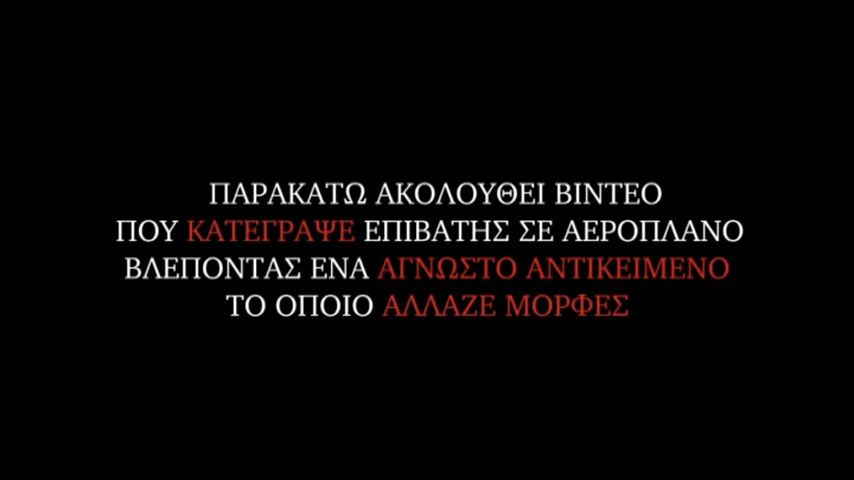 ΠΑΡΑΚΑΤΩ ΑΚΟΛΟΥΘΕΙ ΒΙΝΤΕΟ
ΠΟΥ ΚΑΤΕΓΡΑΨΕ ΕΠΙΒΑΤΗΣ ΣΕ ΑΕΡΟΠΛΑΝΟ
ΒΛΕΠΟΝΤΑΣ ΕΝΑ ΑΓΝΩΣΤΟ ΑΝΤΙΚΕΙΜΕΝΟ
ΤΟ ΟΠΟΙΟ ΑΛΛΑΖΕ ΜΟΡΦΕΣ